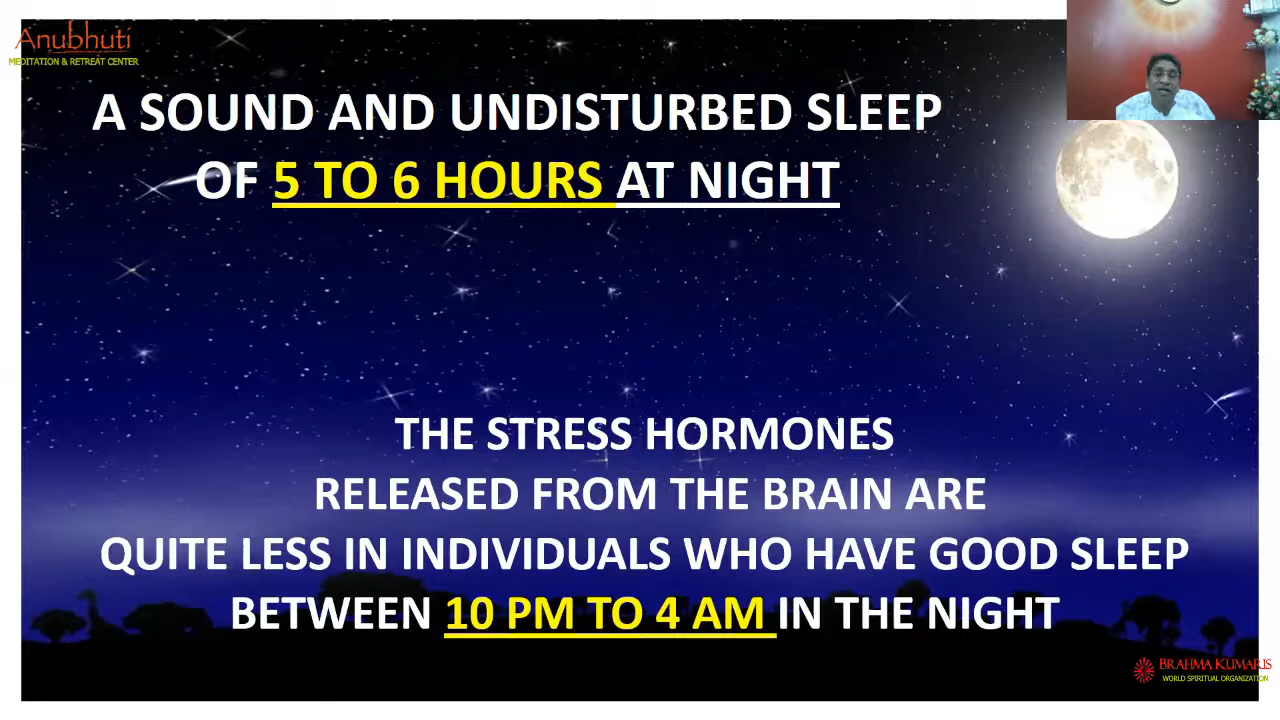 Anubhuti
MEDITATION & RETREAT CENTER
A SOUND AND UNDISTURBED SLEEP
OF 5 TO 6 HOURS AT NIGHT
THE STRESS HORMONES
RELEASED FROM THE BRAIN ARE
QUITE LESS IN INDIVIDUALS WHO HAVE GOOD SLEEP
BETWEEN 10 PM TO 4 AM IN THE NIGHT
BRAHMA KUMARIS
WORLD SPIRITUAL ORGANIZATION